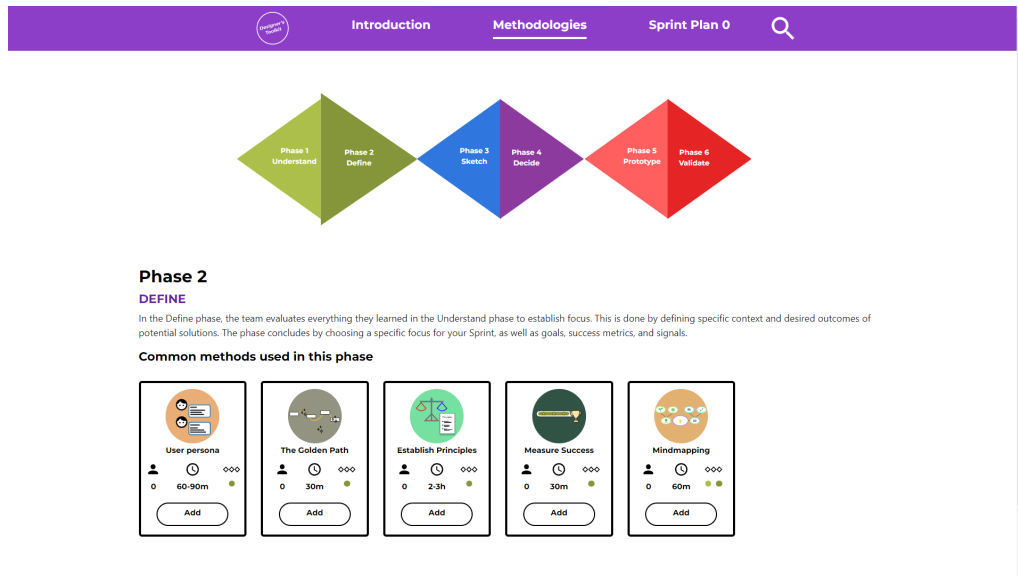 Designer's
Toolkit
Introduction
Methodologies
Sprint Plan 0
Phase 1
Understand
Phase 2
Define
Phase 3
Sketch
Phase 4
Decide
Phase 5
Prototype
Phase 6
Validate
Phase 2
DEFINE
In the Define phase, the team evaluates everything they learned in the Understand phase to establish focus. This is done by defining specific context and desired outcomes of
potential solutions. The phase concludes by choosing a specific focus for your Sprint, as well as goals, success metrics, and signals.
Common methods used in this phase
User persona
0 60-90m
Add
The Golden Path
0 30m
Add
Establish Principles
0 2-3h
Add
Measure Success
0 30m
Add
Mindmapping
0 60m
Add